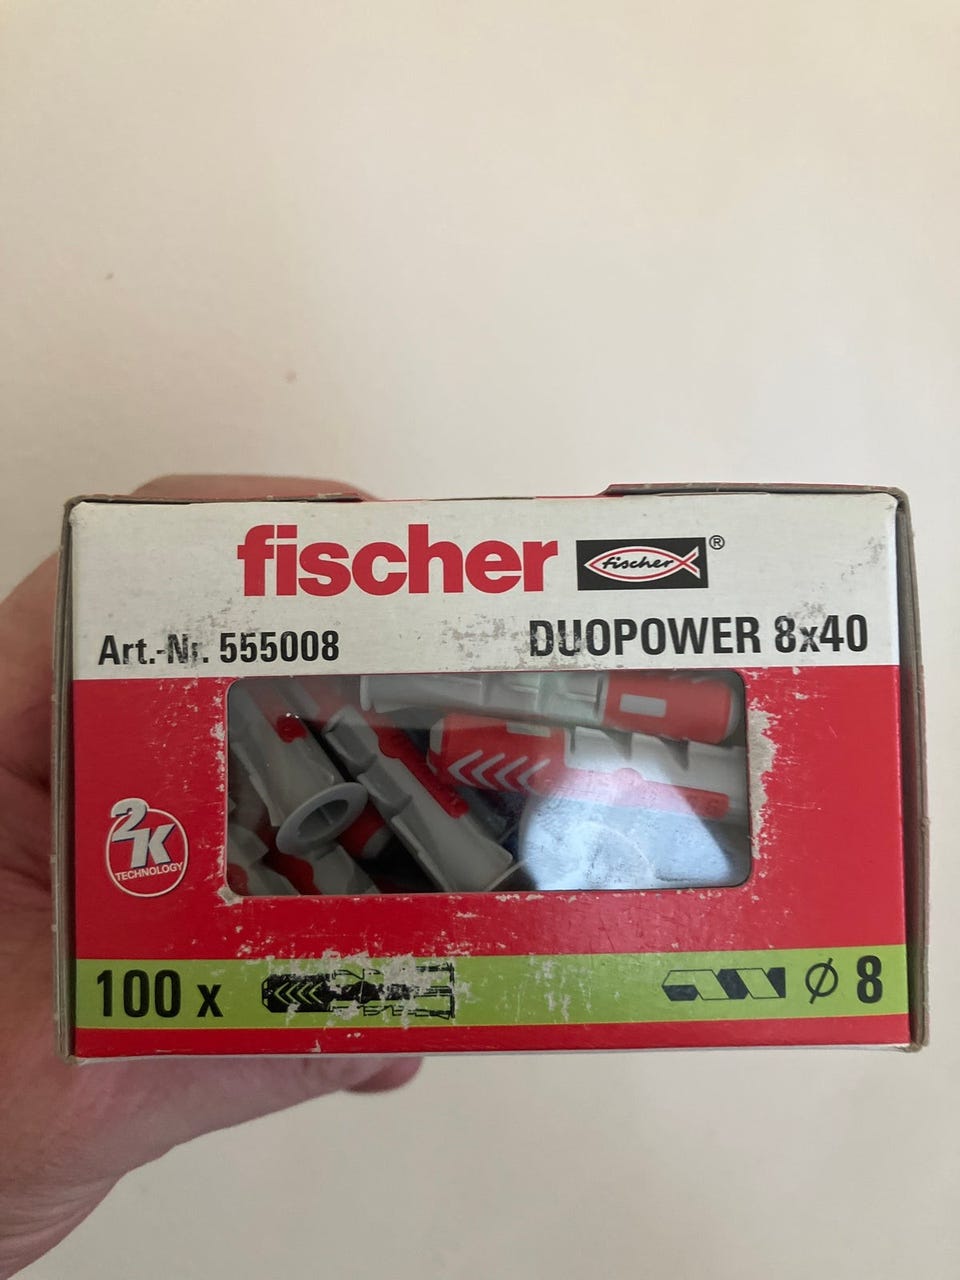 fischer fischer®
Art.-Nr. 555008 DUOPOWER 8x40
2K
TECHNOLOGY
100 x Ø 8